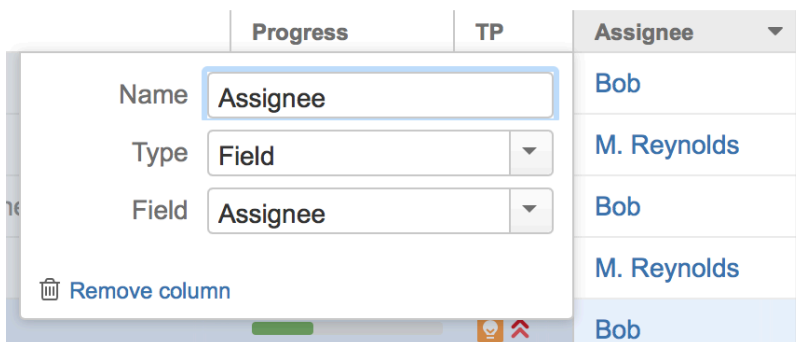 Progress TP Assignee
Name Assignee Bob
Type Field M. Reynolds
Field Assignee Bob
M. Reynolds
Remove column
Bob